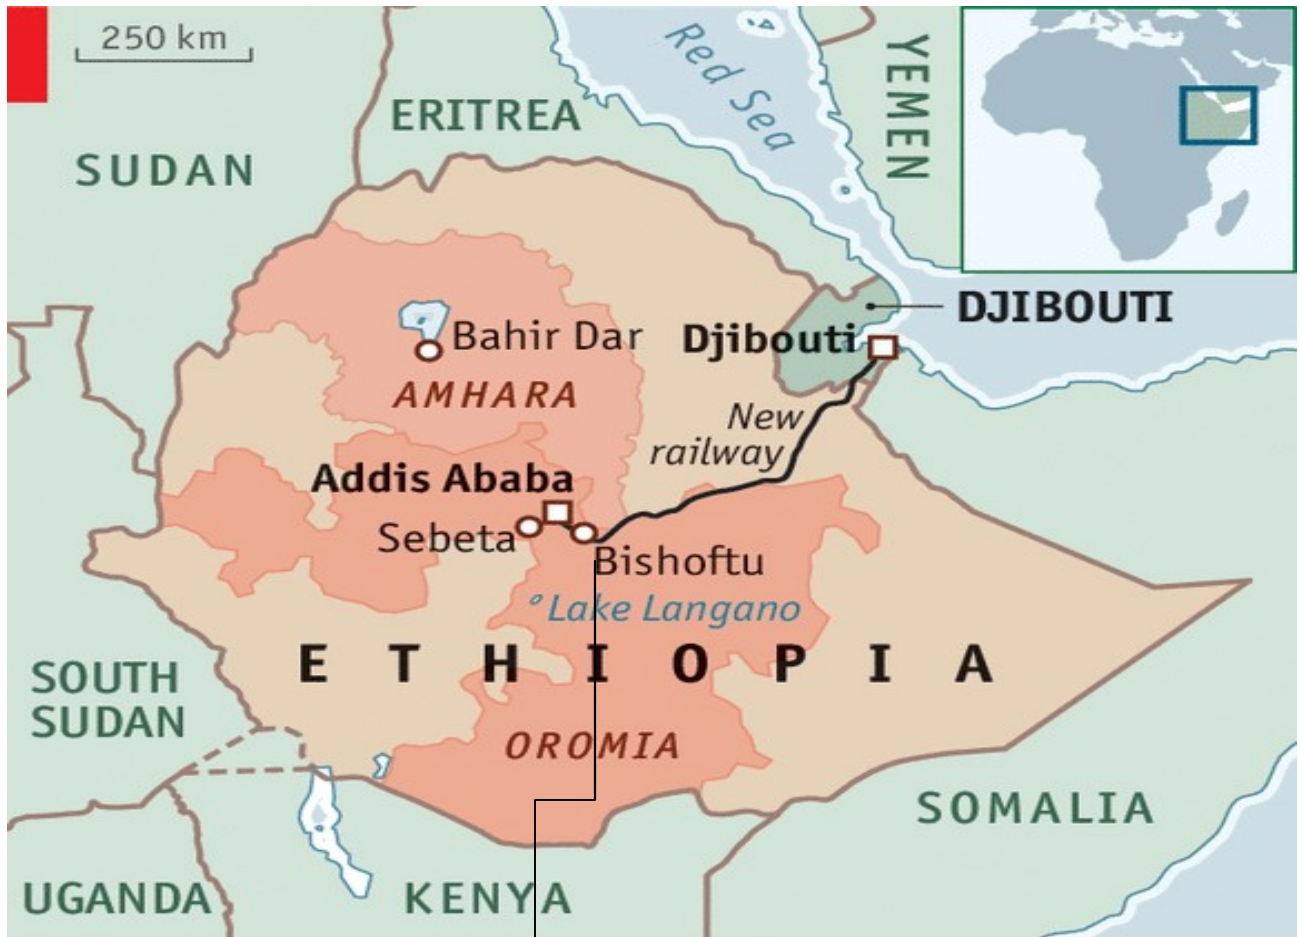 250 km
Red Sea
YEMEN
ERITREA
SUDAN
DJIBOUTI
Bahir Dar
Djibouti
AMHARA
New
railway
Addis Ababa
Sebeta
Bishoftu
Lake Langano
ETHIOPIA
SOUTH
SUDAN
OROMIA
SOMALIA
UGANDA
KENYA